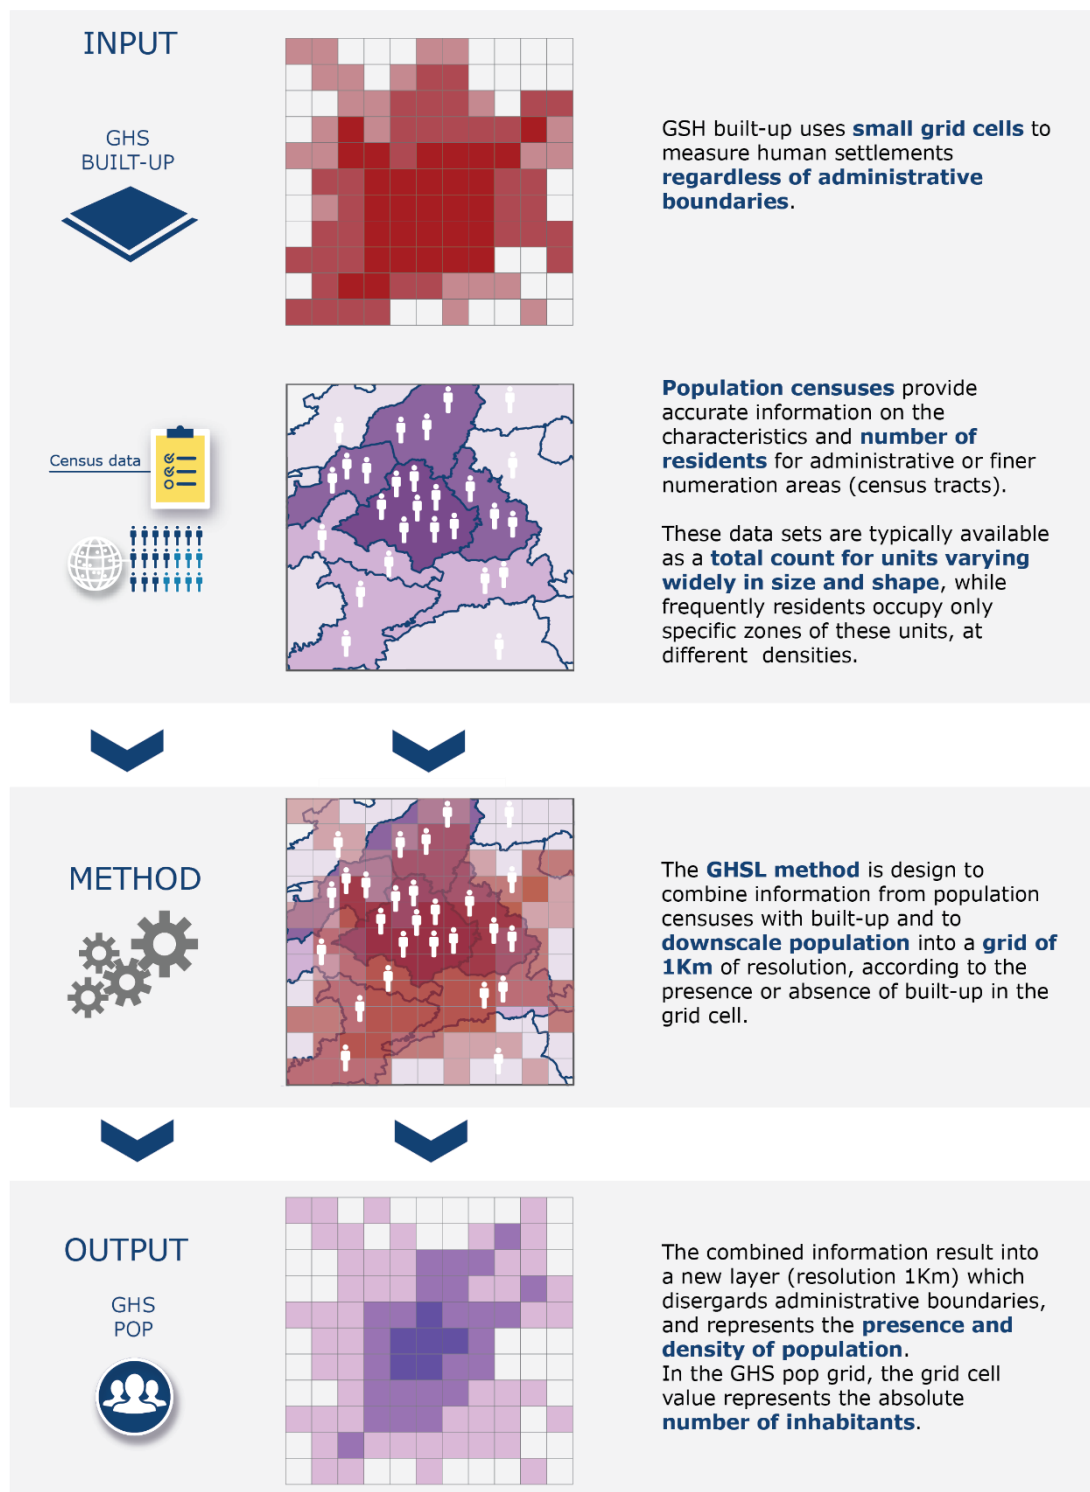 INPUT
GHS
BUILT-UP
GSH built-up uses small grid cells to
measure human settlements
regardless of administrative
boundaries.
Census data
Population censuses provide
accurate information on the
characteristics and number of
residents for administrative or finer
numeration areas (census tracts).
These data sets are typically available
as a total count for units varying
widely in size and shape, while
frequently residents occupy only
specific zones of these units, at
different densities.
METHOD
The GHSL method is design to
combine information from population
censuses with built-up and to
downscale population into a grid of
1Km of resolution, according to the
presence or absence of built-up in the
grid cell.
OUTPUT
GHS
POP
The combined information result into
a new layer (resolution 1Km) which
disergards administrative boundaries,
and represents the presence and
density of population.
In the GHS pop grid, the grid cell
value represents the absolute
number of inhabitants.